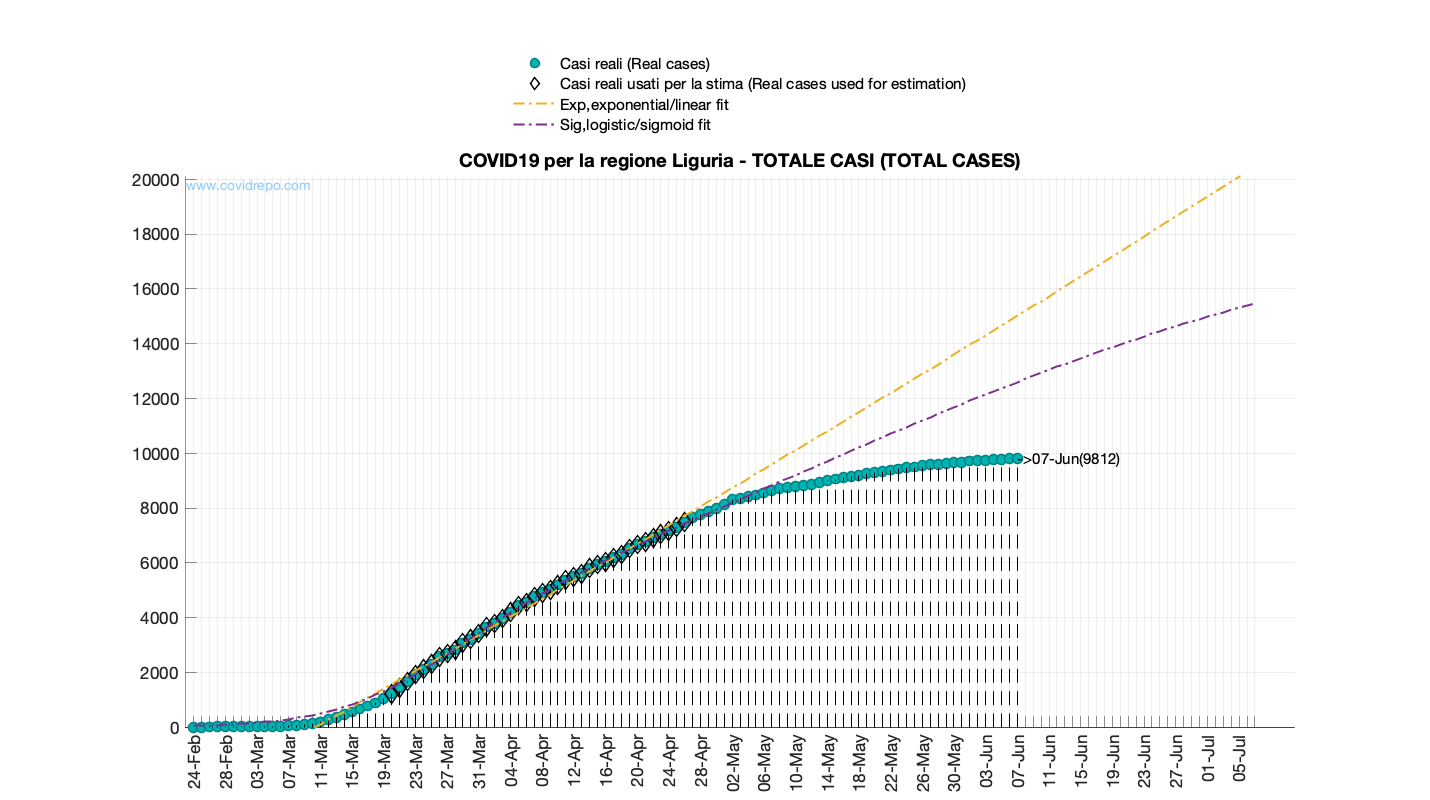 Casi reali (Real cases)
Casi reali usati per la stima (Real cases used for estimation)
Exp,exponential/linear fit
Sig,logistic/sigmoid fit
COVID19 per la regione Liguria - TOTALE CASI (TOTAL CASES)
www.covidrepo.com
20000
18000
16000
14000
12000
10000
8000
6000
4000
2000
0
>07-Jun(9812)
24-Feb
28-Feb
03-Mar
07-Mar
11-Mar
15-Mar
19-Mar
23-Mar
27-Mar
31-Mar
04-Apr
08-Apr
12-Apr
16-Apr
20-Apr
24-Apr
28-Apr
02-May
06-May
10-May
14-May
18-May
22-May
26-May
30-May
03-Jun
07-Jun
11-Jun
15-Jun
19-Jun
23-Jun
27-Jun
01-Jul
05-Jul